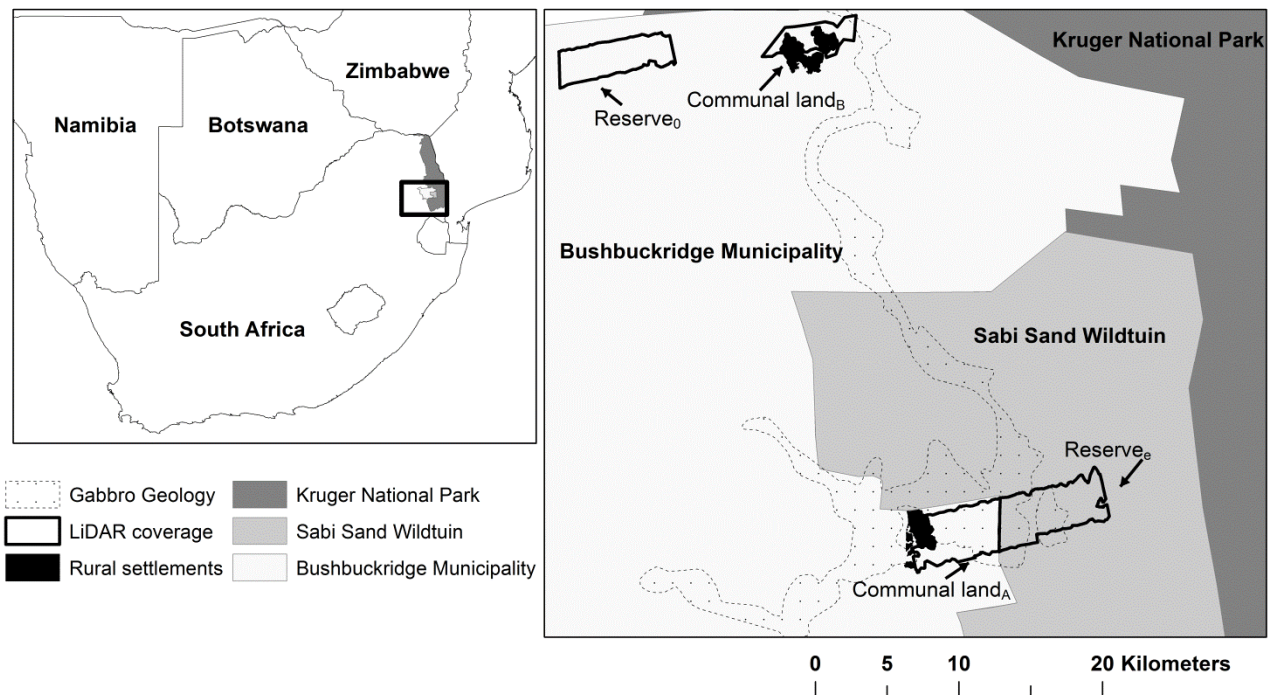 Zimbabwe
Namibia
Botswana
South Africa
Kruger National Park
Communal land_B
Reserve_0
Bushbuckridge Municipality
Sabi Sand Wildtuin
Reserve_e
Communal land_A
Gabbro Geology
Kruger National Park
LiDAR coverage
Sabi Sand Wildtuin
Rural settlements
Bushbuckridge Municipality
0 5 10 20 Kilometers